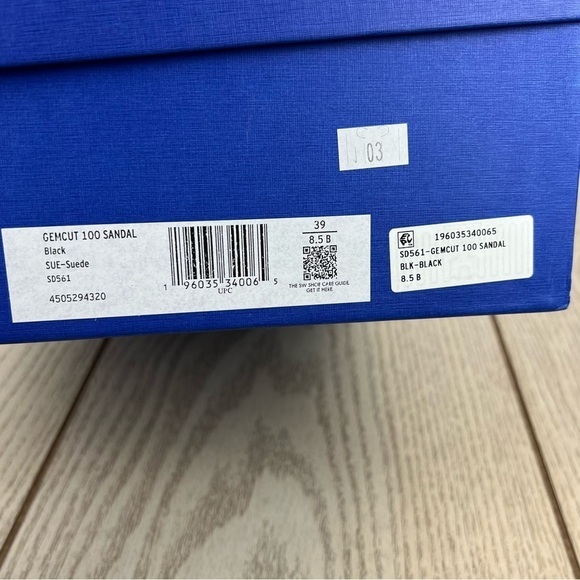 03
GEMCUT 100 SANDAL
Black
SUE-Suede
SD561
4505294320
1 96035 34006 5
UPC
39
8.5 B
THE SW SHOE CARE GUIDE.
GET IT HERE.
196035340065
SD561-GEMCUT 100 SANDAL
BLK-BLACK
8.5 B